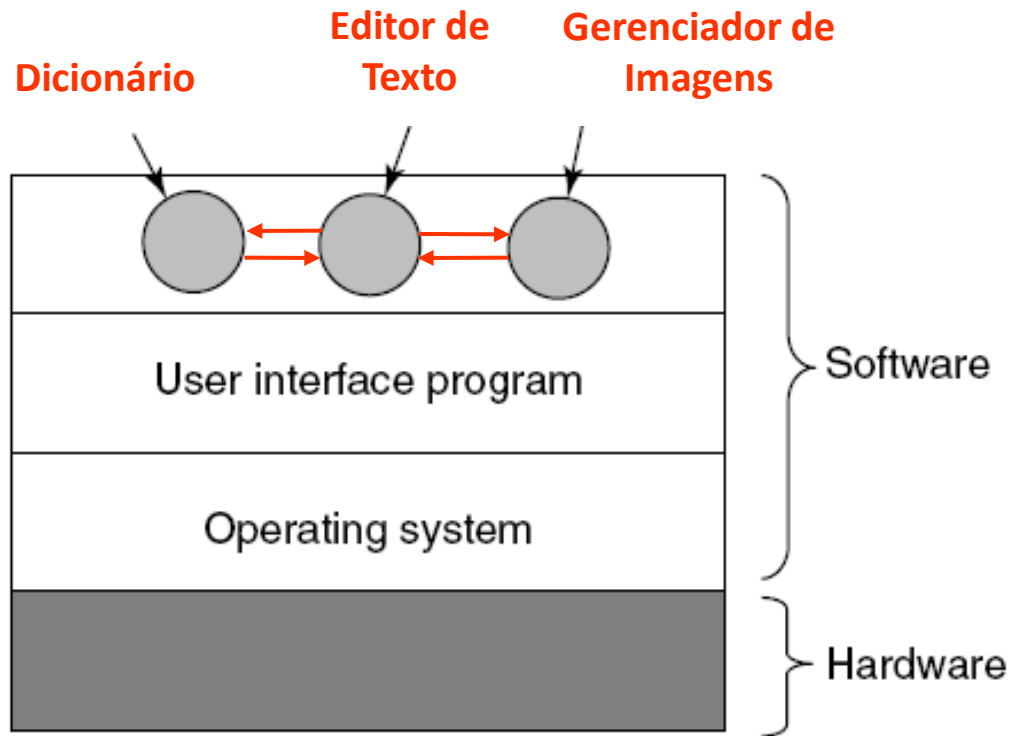 Dicionário
Editor de
Texto
Gerenciador de
Imagens
User interface program
Operating system
Software
Hardware